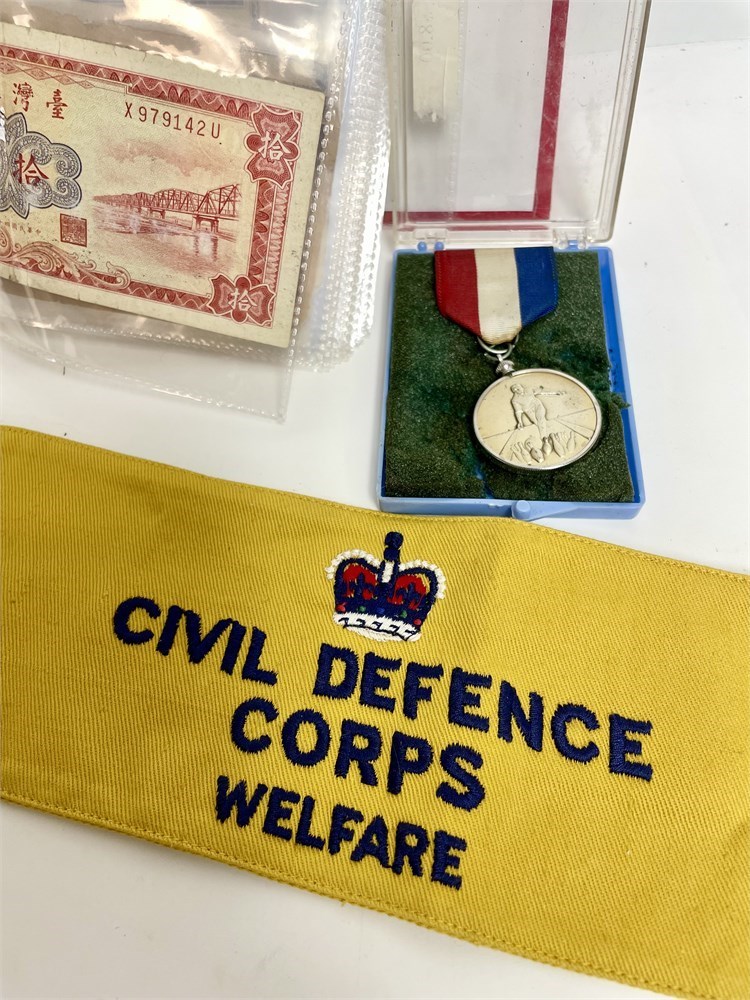 臺灣
X979142U
拾
拾
拾
CIVIL DEFENCE
CORPS
WELFARE